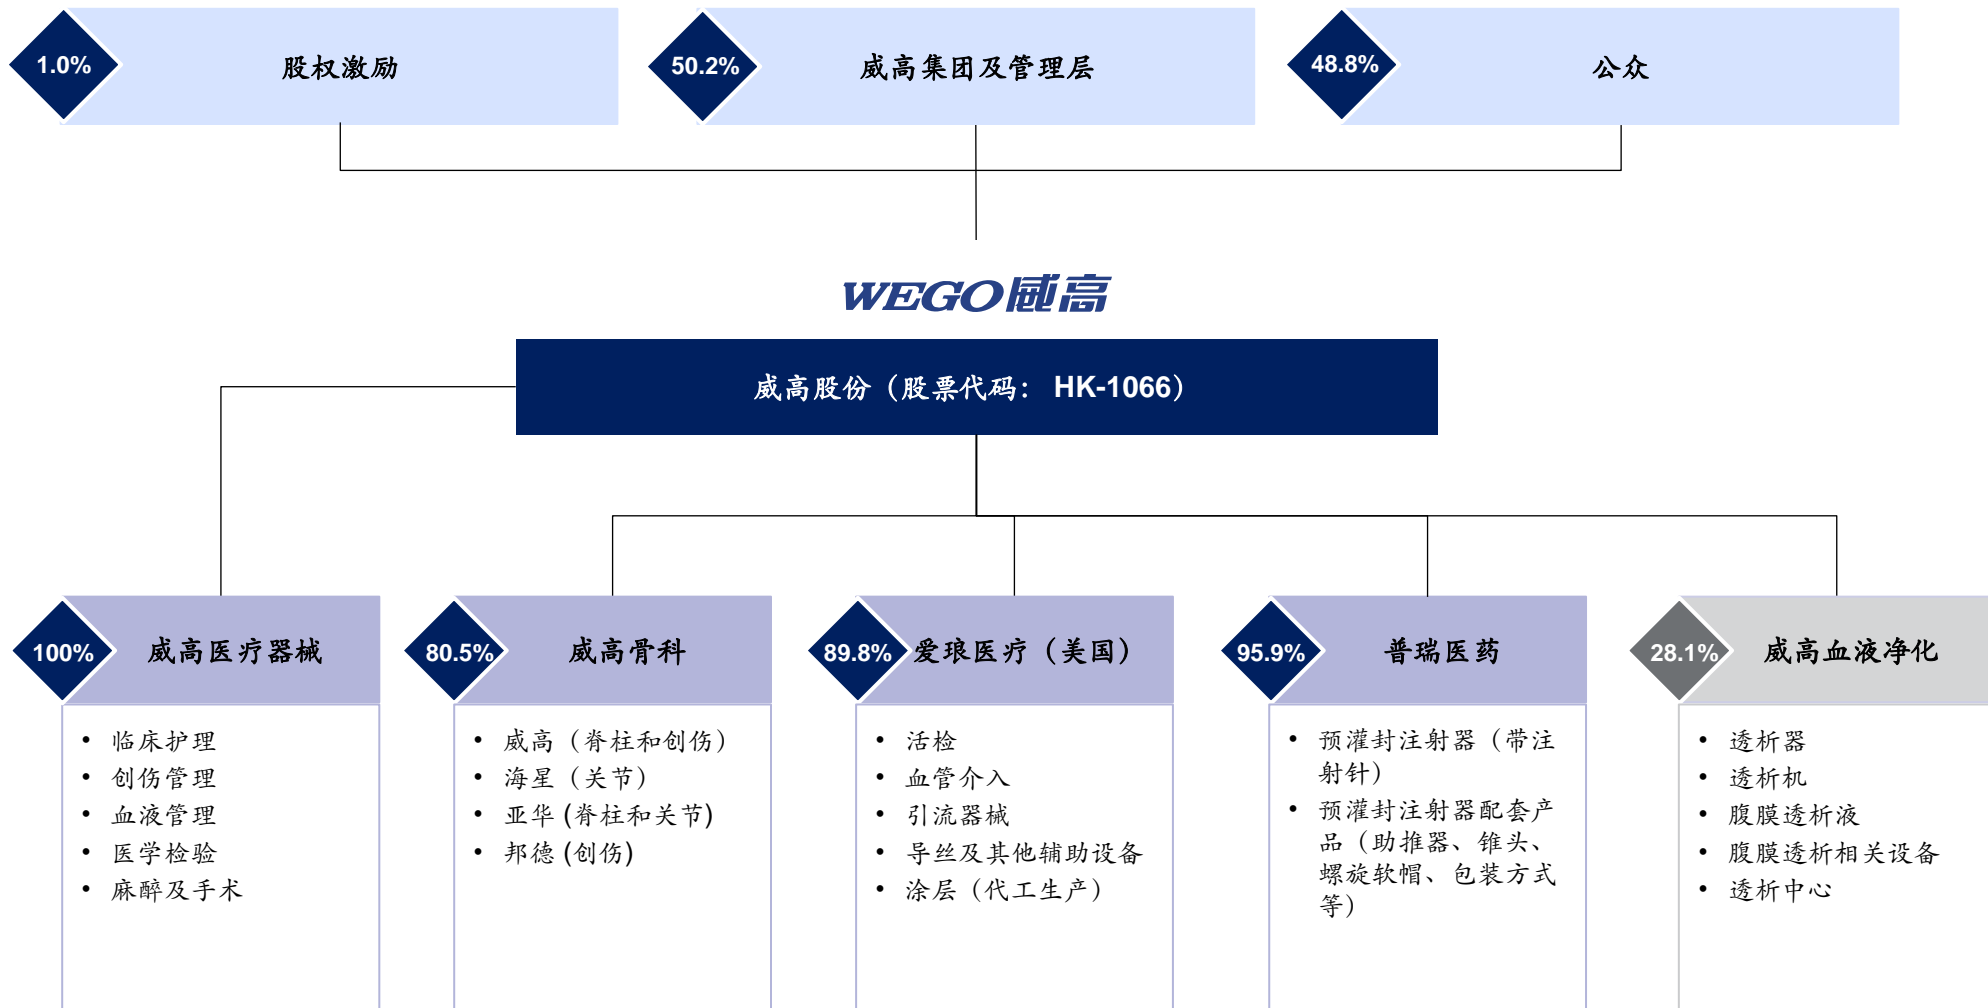 1.0%
股权激励
50.2%
威高集团及管理层
48.8%
公众
WEGO威高
威高股份（股票代码： HK-1066）
100%
威高医疗器械
• 临床护理
• 创伤管理
• 血液管理
• 医学检验
• 麻醉及手术
80.5%
威高骨科
• 威高（脊柱和创伤）
• 海星（关节）
• 亚华 (脊柱和关节)
• 邦德 (创伤)
89.8%
爱琅医疗（美国）
• 活检
• 血管介入
• 引流器械
• 导丝及其他辅助设备
• 涂层（代工生产）
95.9%
普瑞医药
• 预灌封注射器（带注
射针）
• 预灌封注射器配套产
品（助推器、锥头、
螺旋软帽、包装方式
等）
28.1%
威高血液净化
• 透析器
• 透析机
• 腹膜透析液
• 腹膜透析相关设备
• 透析中心